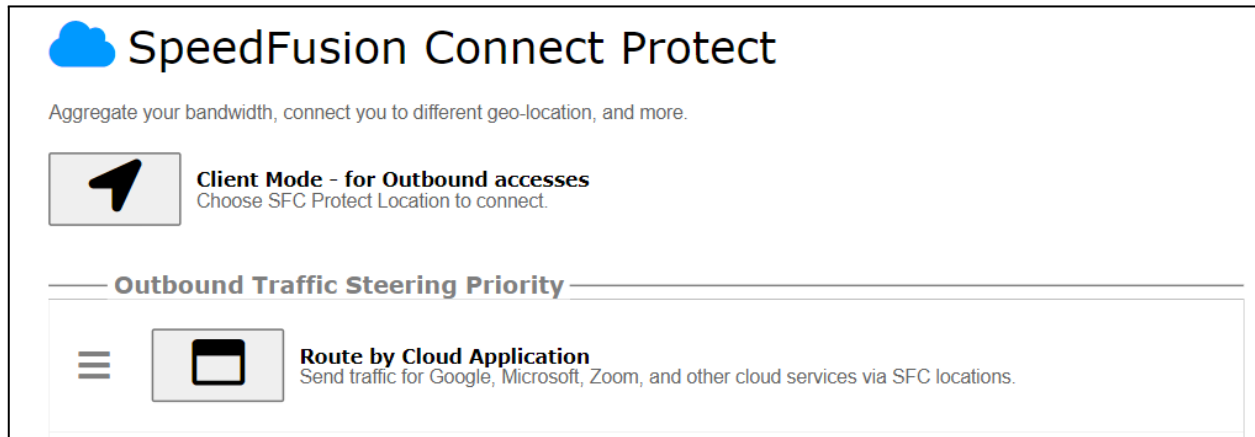 SpeedFusion Connect Protect
Aggregate your bandwidth, connect you to different geo-location, and more.
Client Mode - for Outbound accesses
Choose SFC Protect Location to connect.
Outbound Traffic Steering Priority
Route by Cloud Application
Send traffic for Google, Microsoft, Zoom, and other cloud services via SFC locations.